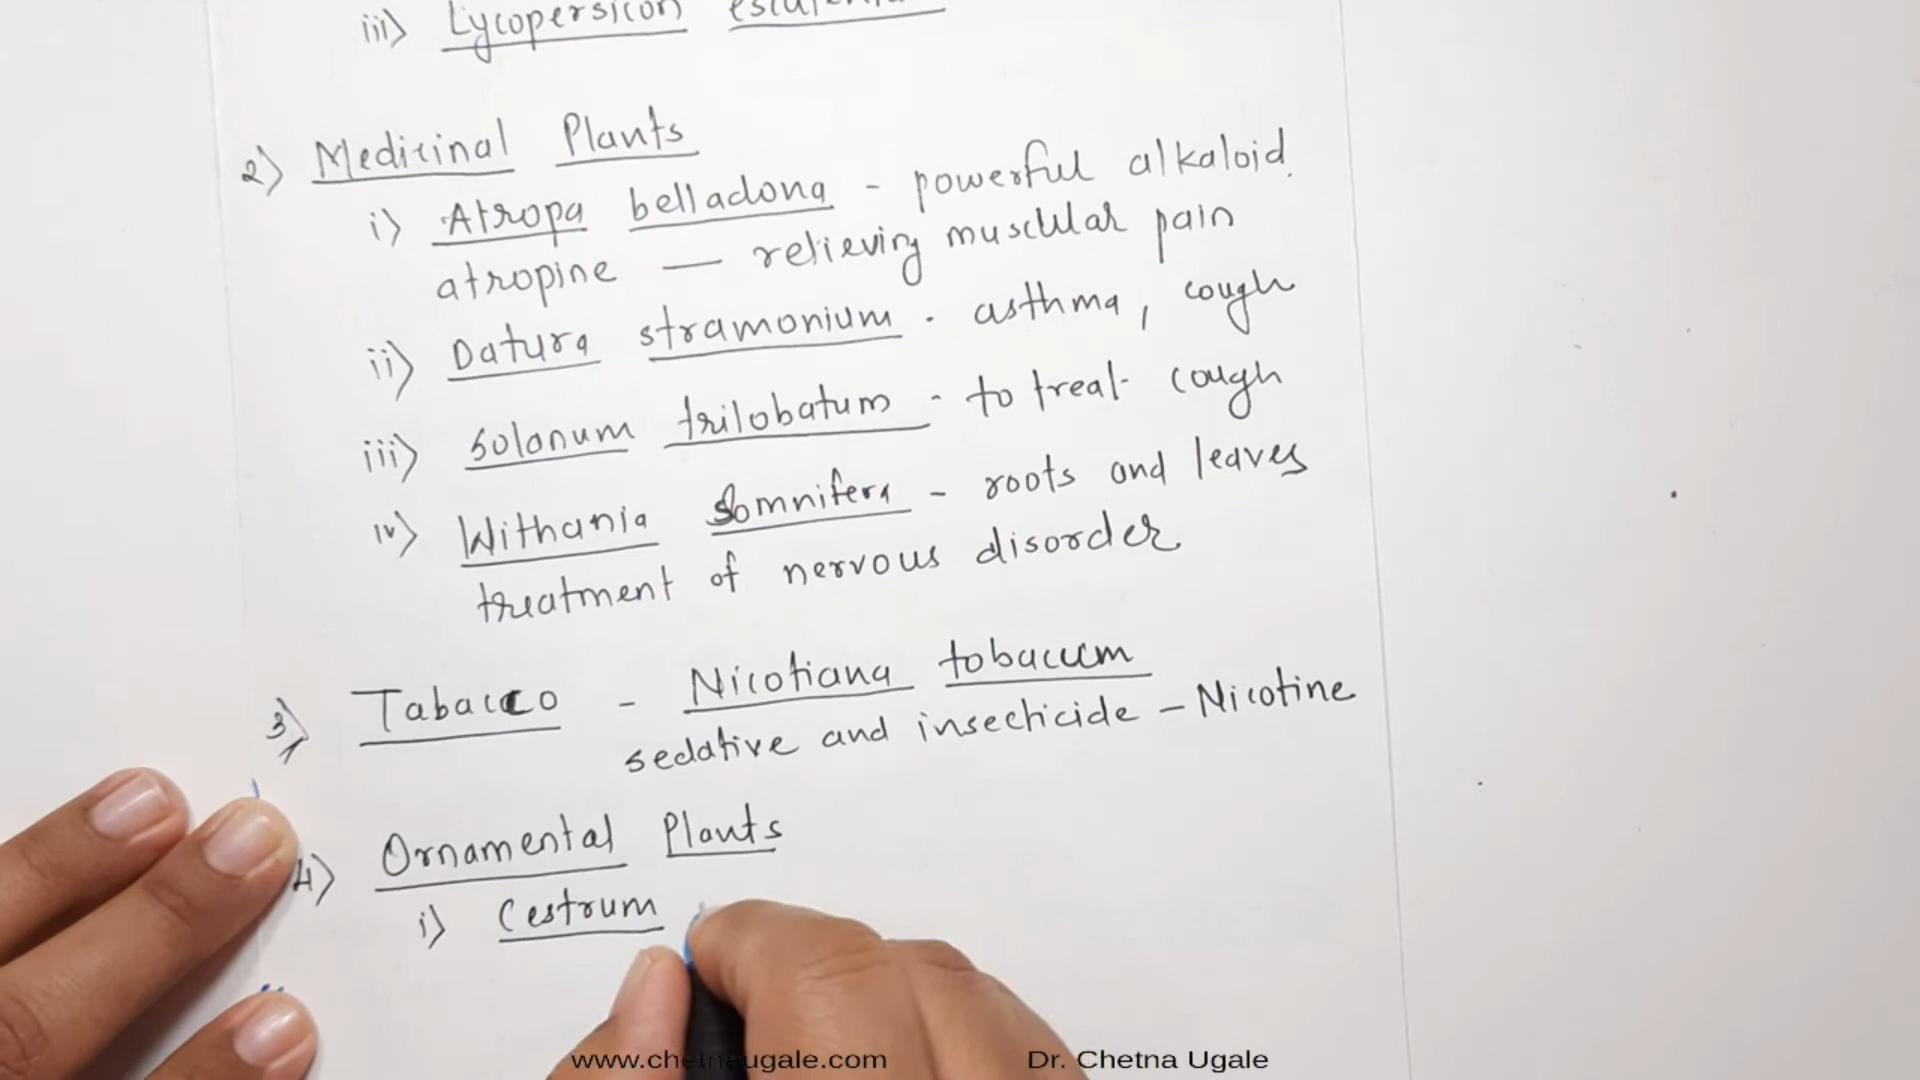 iii) Lycopersicon
2) Medicinal Plants
i) Atropa belladona - powerful alkaloid.
atropine — relieving muscular pain
ii) Datura stramonium - asthma, cough
iii) Solanum trilobatum - to treat cough
iv) Withania Somnifera - roots and leaves
treatment of nervous disorder
3) Tabacco - Nicotiana tobaccum
sedative and insecticide - Nicotine
4) Ornamental Plants
i) Cestrum
www.chetnaugale.com Dr. Chetna Ugale